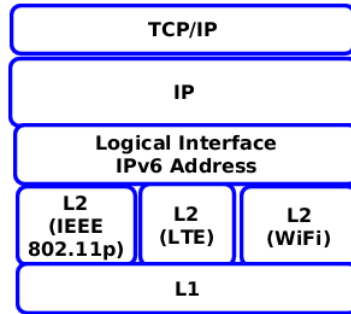 TCP/IP
IP
Logical Interface
IPv6 Address
L2
(IEEE
802.11p)
L2
(LTE)
L2
(WiFi)
L1